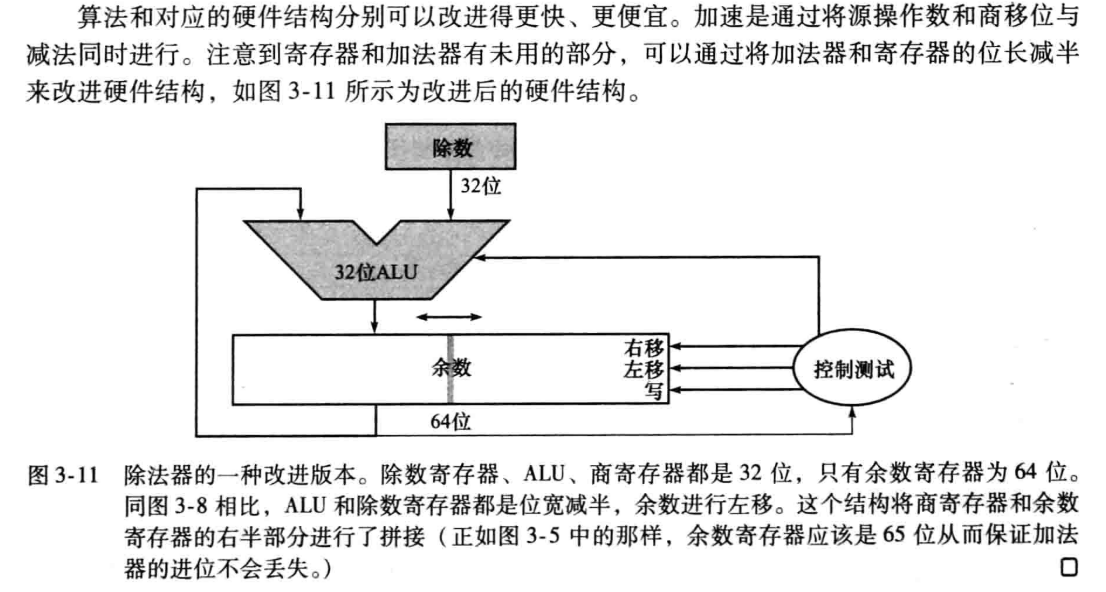 算法和对应的硬件结构分别可以改进得更快、更便宜。加速是通过将源操作数和商移位与
减法同时进行。注意到寄存器和加法器有未用的部分，可以通过将加法器和寄存器的位长减半
来改进硬件结构，如图 3-11 所示为改进后的硬件结构。
除数
32位
32位ALU
余数
右移
左移
写
控制测试
64位
图 3-11 除法器的一种改进版本。除数寄存器、ALU、商寄存器都是 32 位，只有余数寄存器为 64 位。
同图 3-8 相比，ALU 和除数寄存器都是位宽减半，余数进行左移。这个结构将商寄存器和余数
寄存器的右半部分进行了拼接（正如图 3-5 中的那样，余数寄存器应该是 65 位从而保证加法
器的进位不会丢失。）